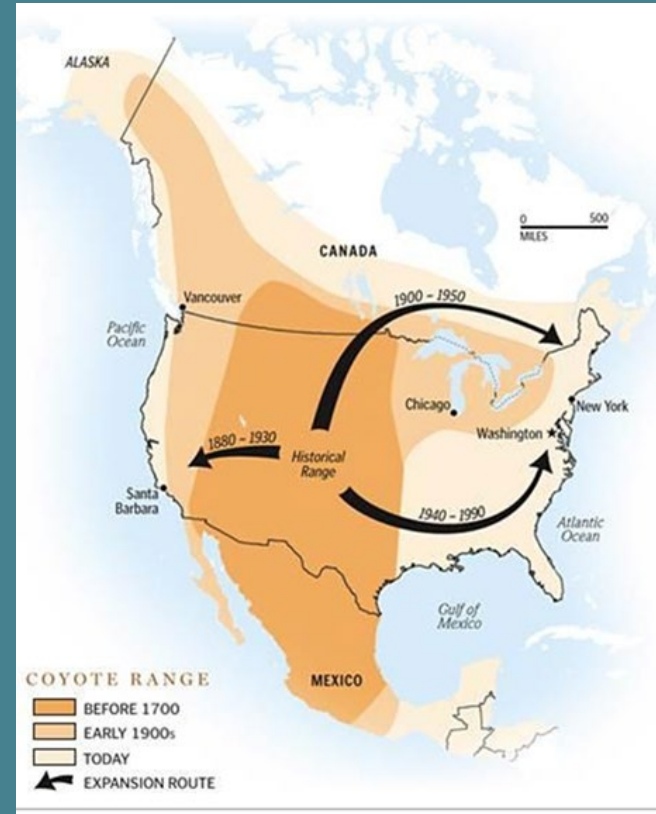 ALASKA
0 500
MILES
CANADA
1900 – 1950
Vancouver
Pacific
Ocean
Chicago
New York
Washington
1880 – 1930
Historical
Range
Santa
Barbara
1940 – 1990
Atlantic
Ocean
Gulf of
Mexico
MEXICO
COYOTE RANGE
BEFORE 1700
EARLY 1900s
TODAY
EXPANSION ROUTE